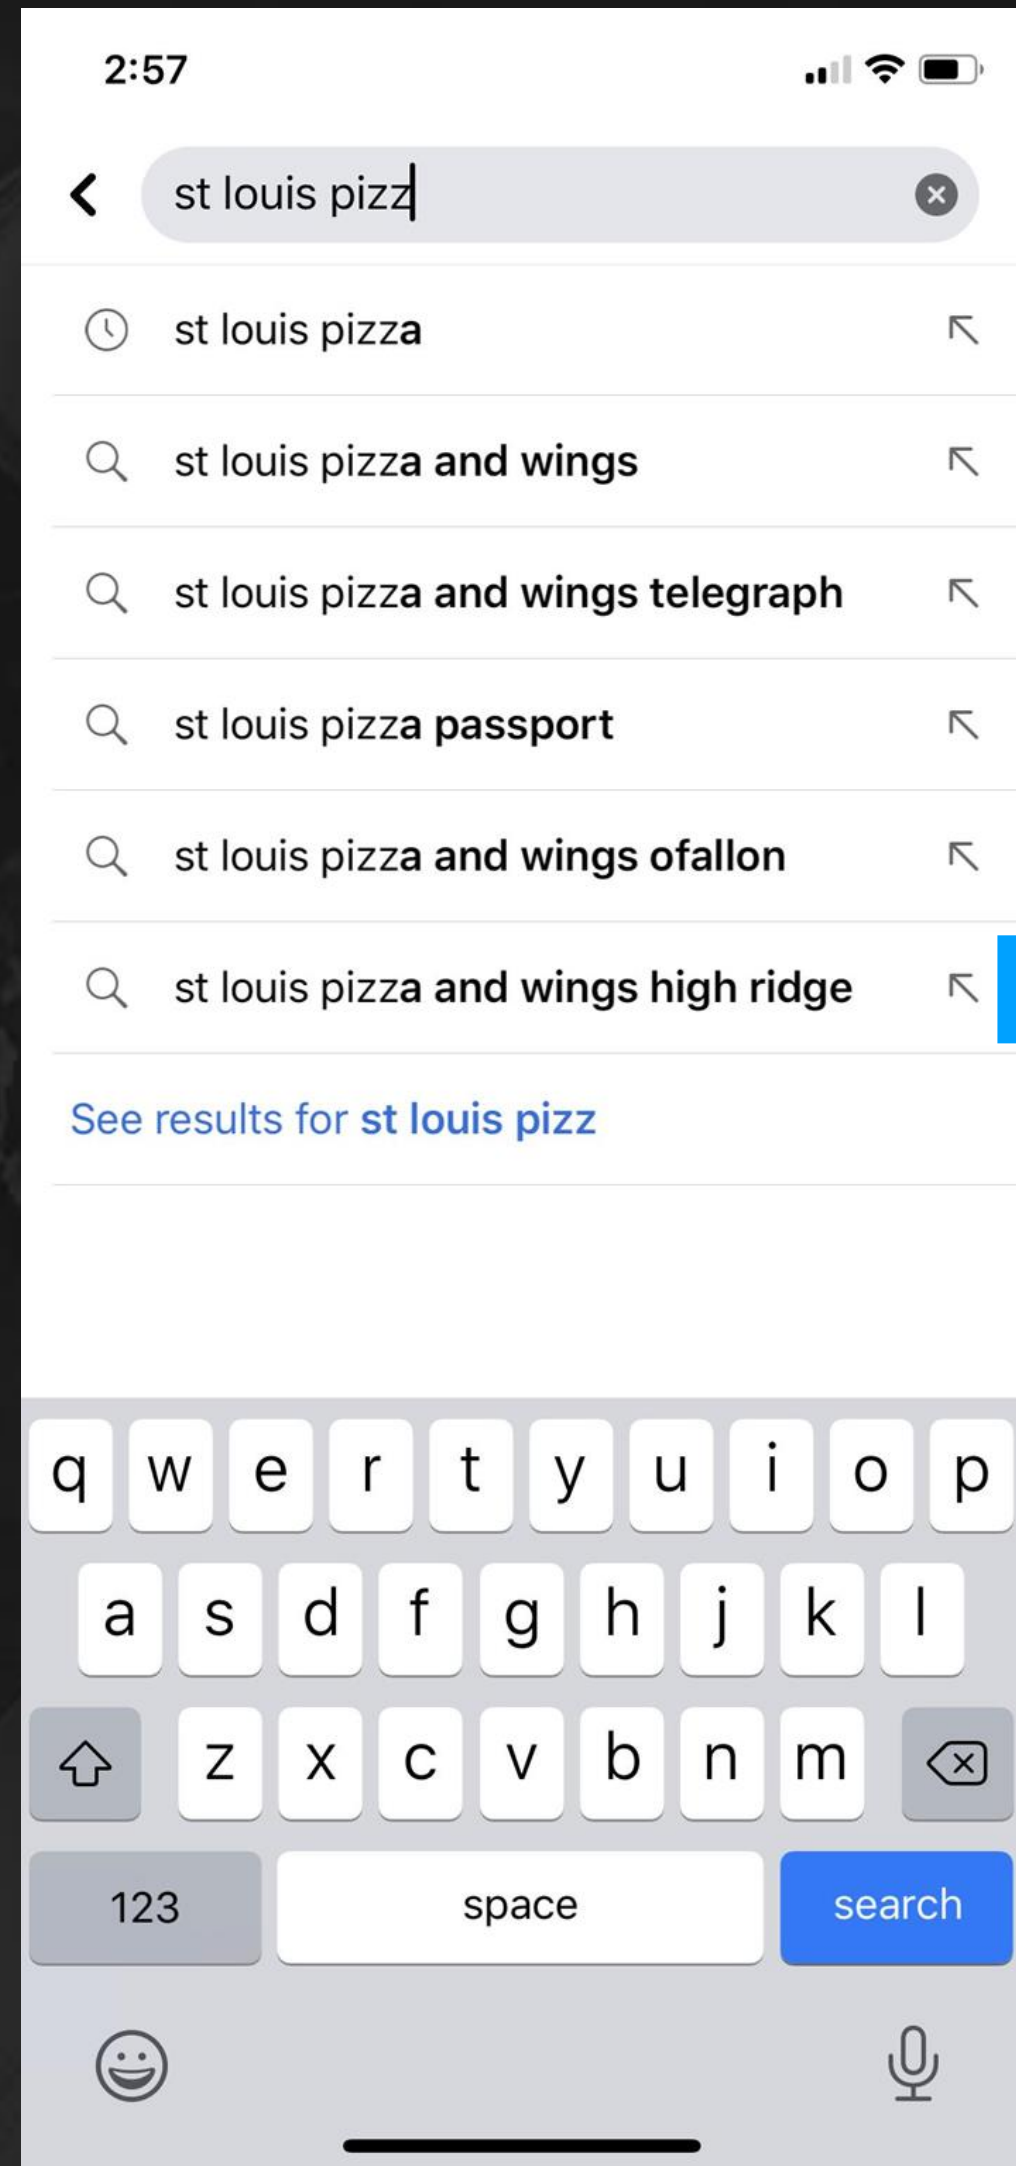 2:57
st louis pizz
st louis pizza
st louis pizza and wings
st louis pizza and wings telegraph
st louis pizza passport
st louis pizza and wings ofallon
st louis pizza and wings high ridge
See results for st louis pizz
q w e r t y u i o p
a s d f g h j k l
z x c v b n m
123 space search